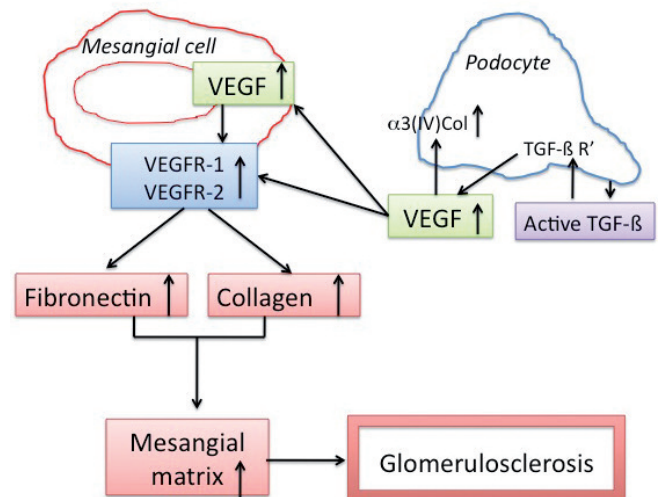 Mesangial cell
VEGF
VEGFR-1
VEGFR-2
Podocyte
α3(IV)Col
TGF-ß R’
VEGF
Active TGF-ß
Fibronectin
Collagen
Mesangial
matrix
Glomerulosclerosis